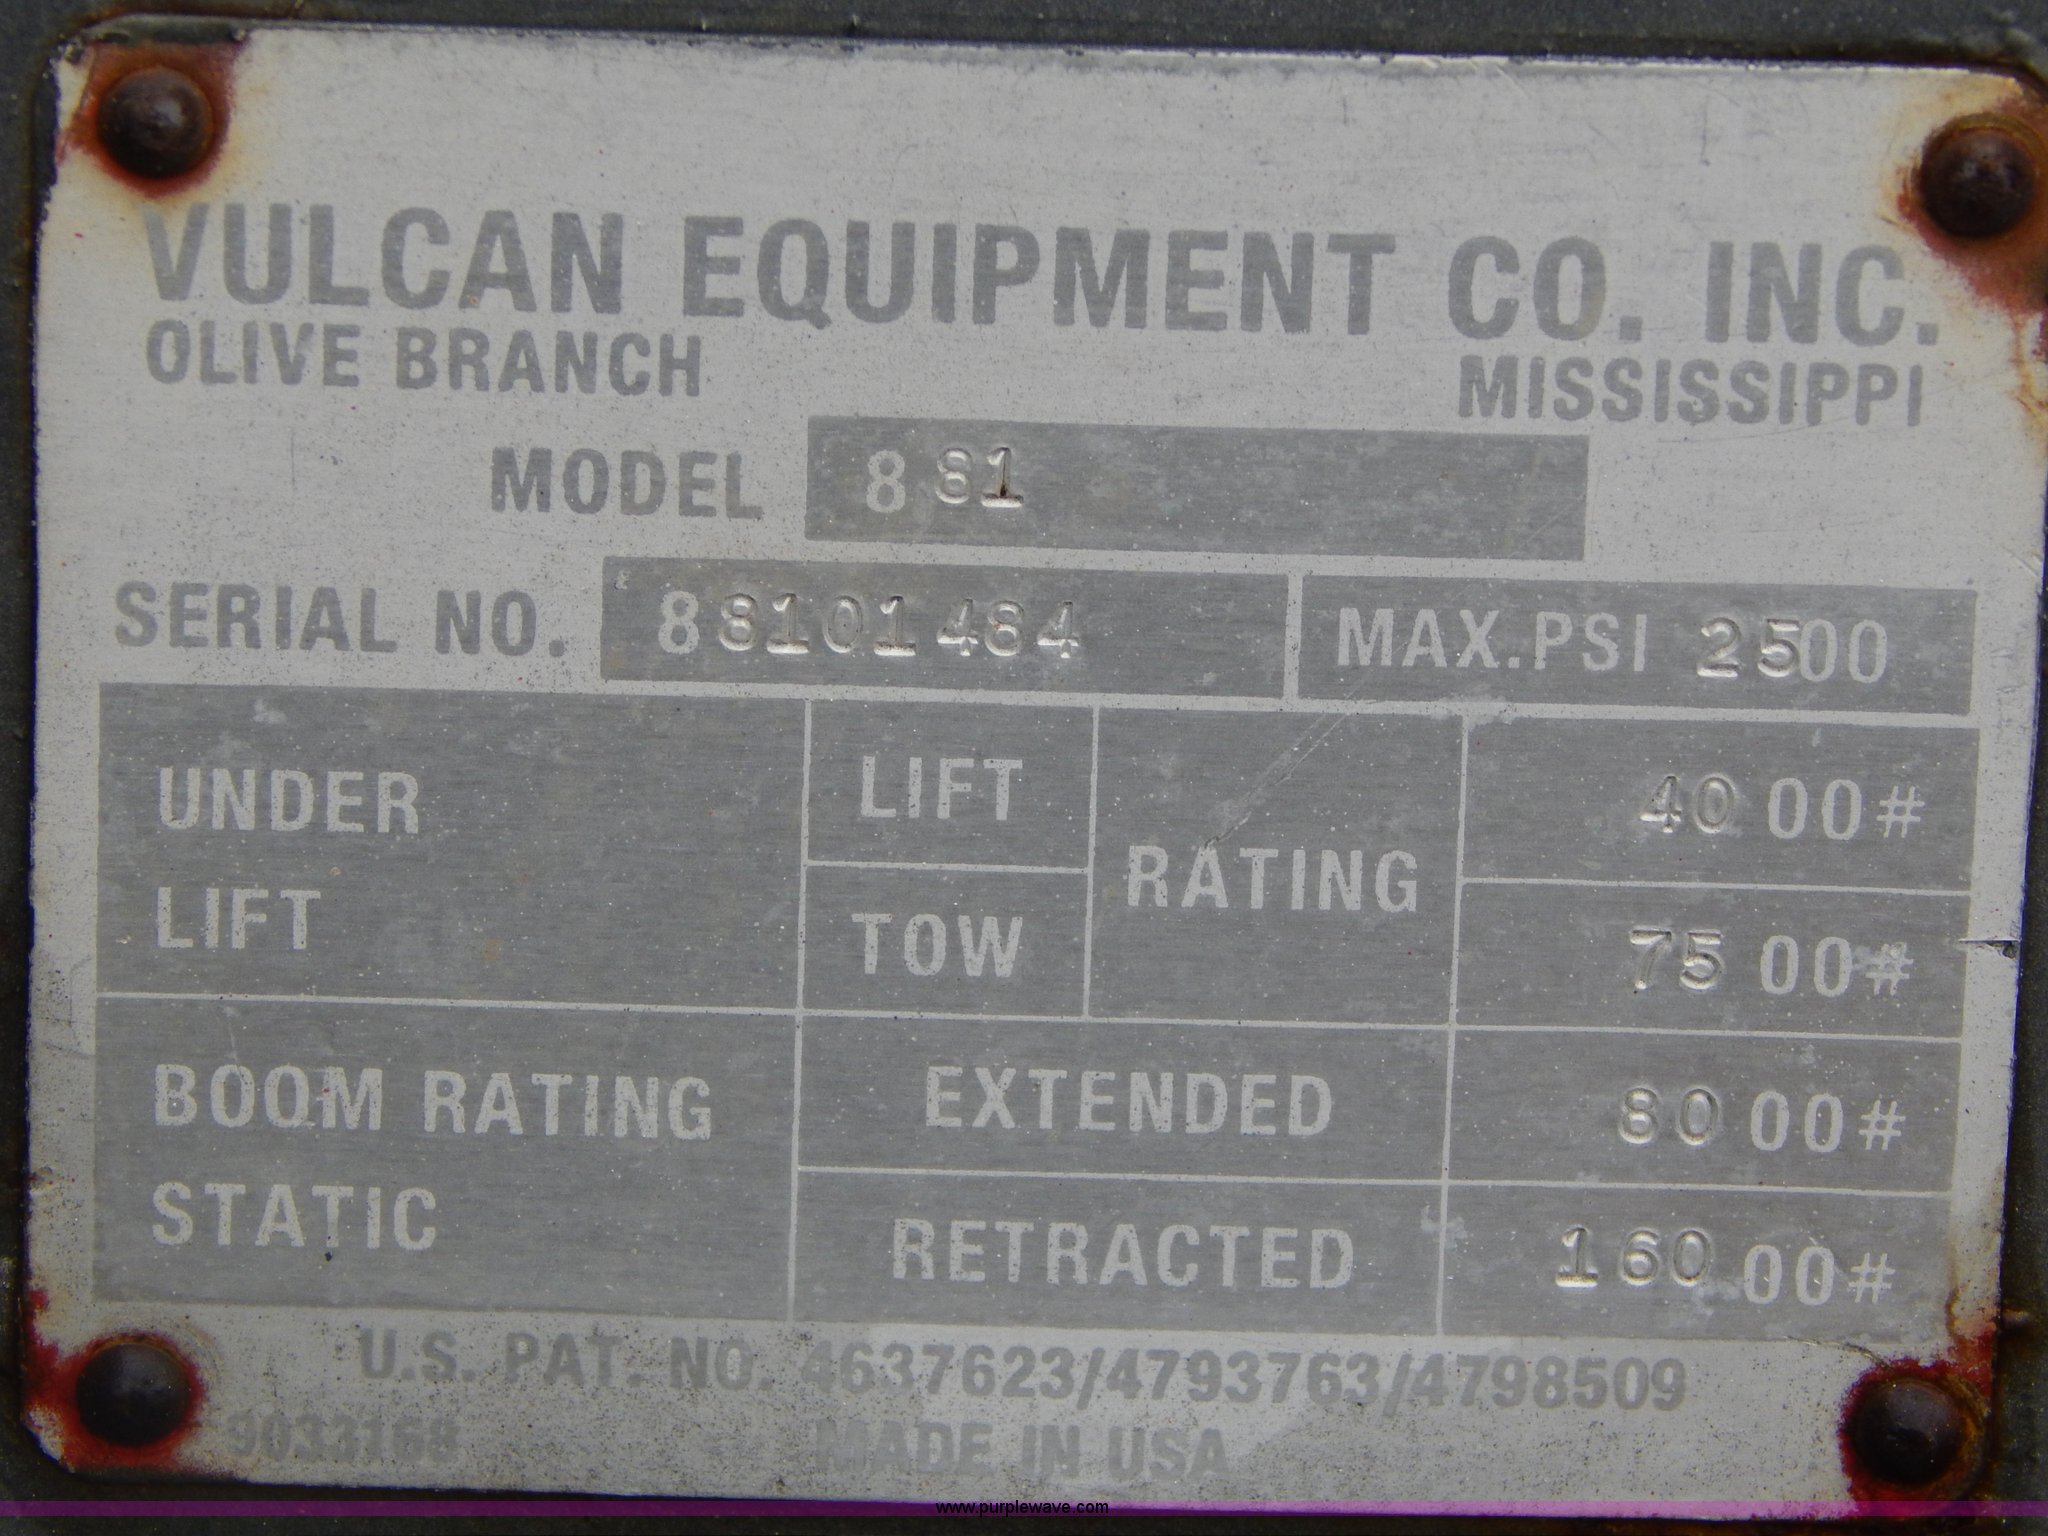 VULCAN EQUIPMENT CO. INC.
OLIVE BRANCH MISSISSIPPI
MODEL 881
SERIAL NO. 88101484 MAX.PSI 2500
UNDER LIFT LIFT RATING 4000#
TOW 7500#
BOOM RATING STATIC EXTENDED 8000#
RETRACTED 16000#
U.S. PAT. NO. 4637623/4793763/4798509
9033168 MADE IN USA
www.purplewave.com